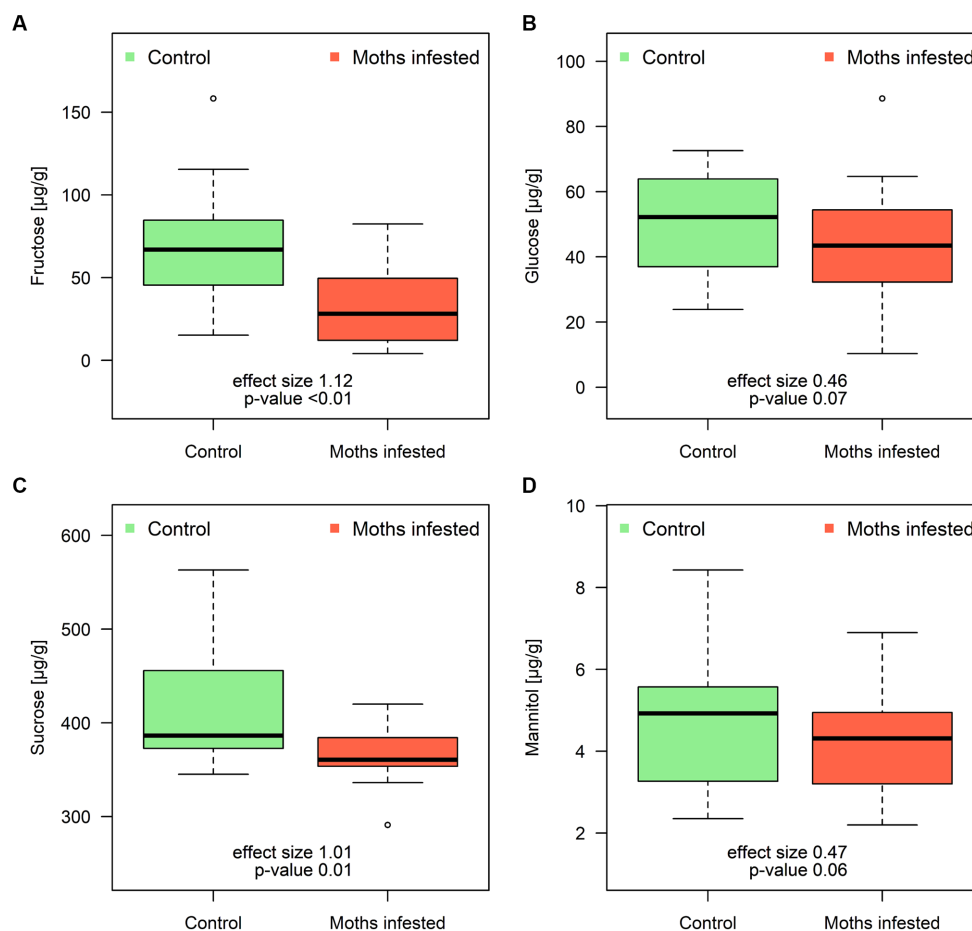 A
Control
Moths infested
150
100
50
0
Fructose [µg/g]
effect size 1.12
p-value <0.01
Control
Moths infested
B
Control
Moths infested
100
80
60
40
20
0
Glucose [µg/g]
effect size 0.46
p-value 0.07
Control
Moths infested
C
Control
Moths infested
600
500
400
300
Sucrose [µg/g]
effect size 1.01
p-value 0.01
Control
Moths infested
D
Control
Moths infested
10
8
6
4
2
Mannitol [µg/g]
effect size 0.47
p-value 0.06
Control
Moths infested